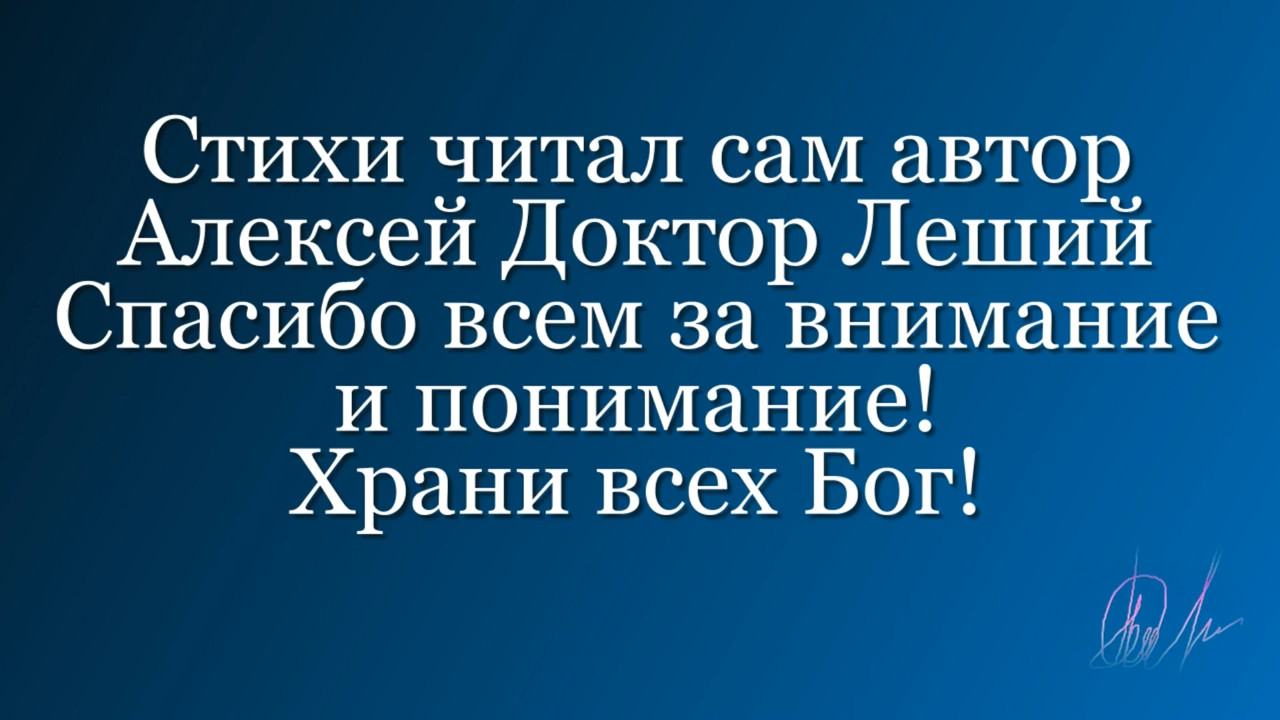 Стихи читал сам автор
Алексей Доктор Леший
Спасибо всем за внимание
и понимание!
Храни всех Бог!